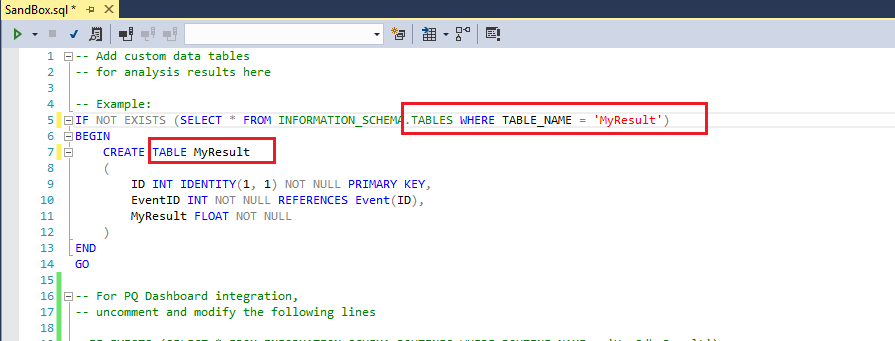 SandBox.sql *
1 -- Add custom data tables
2 -- for analysis results here
3
4 -- Example:
5 IF NOT EXISTS (SELECT * FROM INFORMATION_SCHEMA.TABLES WHERE TABLE_NAME = 'MyResult')
6 BEGIN
7 CREATE TABLE MyResult
8 (
9 ID INT IDENTITY(1, 1) NOT NULL PRIMARY KEY,
10 EventID INT NOT NULL REFERENCES Event(ID),
11 MyResult FLOAT NOT NULL
12 )
13 END
14 GO
15
16 -- For PQ Dashboard integration,
17 -- uncomment and modify the following lines
18